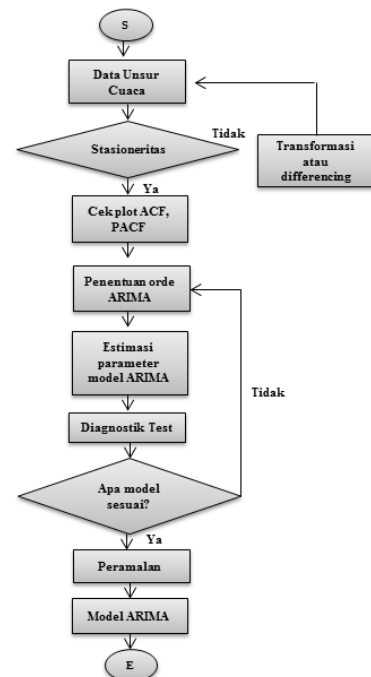 S
Data Unsur
Cuaca
Tidak
Stasioneritas
Transformasi
atau
differencing
Ya
Cek plot ACF,
PACF
Penentuan orde
ARIMA
Estimasi
parameter
model ARIMA
Tidak
Diagnostik Test
Apa model
sesuai?
Ya
Peramalan
Model ARIMA
E